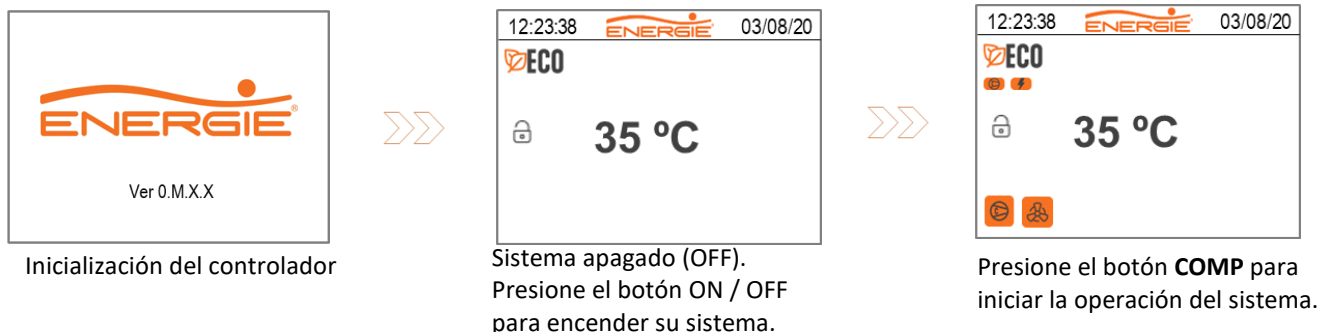 ENERGIE®
Ver 0.M.X.X
Inicialización del controlador
12:23:38 ENERGIE 03/08/20
ECO
35 ºC
Sistema apagado (OFF).
Presione el botón ON / OFF
para encender su sistema.
12:23:38 ENERGIE 03/08/20
ECO
35 ºC
Presione el botón COMP para
iniciar la operación del sistema.